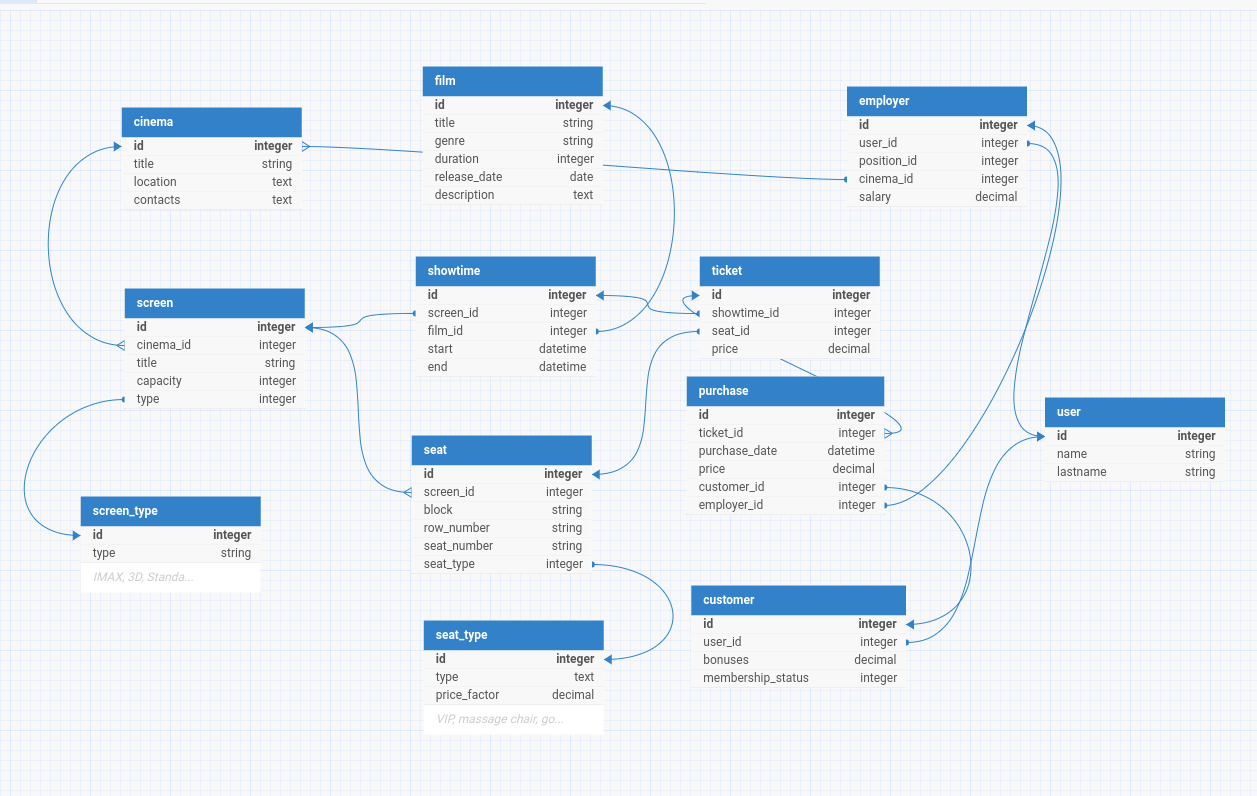 cinema
id integer
title string
location text
contacts text
film
id integer
title string
genre string
duration integer
release_date date
description text
employer
id integer
user_id integer
position_id integer
cinema_id integer
salary decimal
screen
id integer
cinema_id integer
title string
capacity integer
type integer
showtime
id integer
screen_id integer
film_id integer
start datetime
end datetime
ticket
id integer
showtime_id integer
seat_id integer
price decimal
purchase
id integer
ticket_id integer
purchase_date datetime
price decimal
customer_id integer
employer_id integer
user
id integer
name string
lastname string
screen_type
id integer
type string
IMAX, 3D, Standa...
seat
id integer
screen_id integer
block string
row_number string
seat_number string
seat_type integer
seat_type
id integer
type text
price_factor decimal
VIP, massage chair, go...
customer
id integer
user_id integer
bonuses decimal
membership_status integer